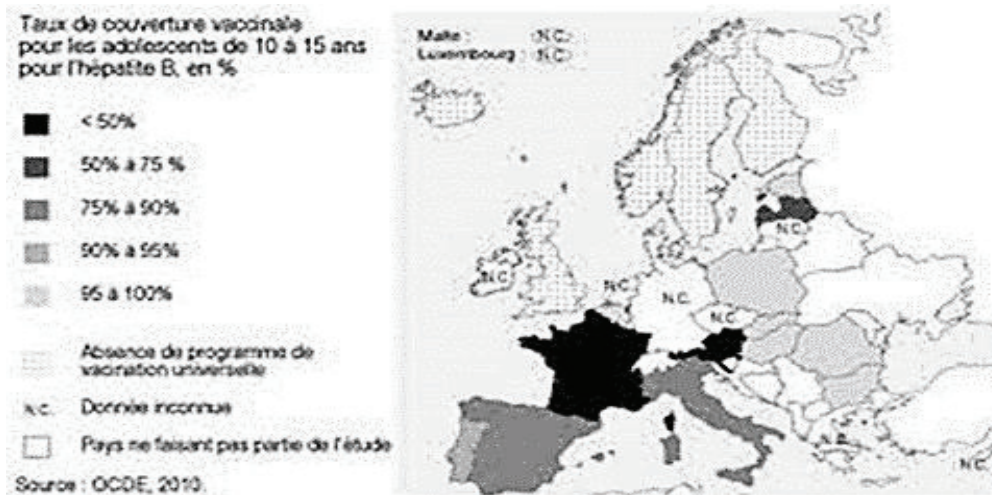 Taux de couverture vaccinale
pour les adolescents de 10 à 15 ans
pour l'hépatite B, en %
< 50%
50% à 75 %
75% à 90%
90% à 95%
95 à 100%
Absence de programme de
vaccination universelle
N.C. Donnée inconnue
Pays ne faisant pas partie de l'étude
Source : OCDE, 2010.
Malte : (N.C.)
Luxembourg : (N.C.)
N.C.
N.C.
N.C.
N.C.
N.C.
N.C.